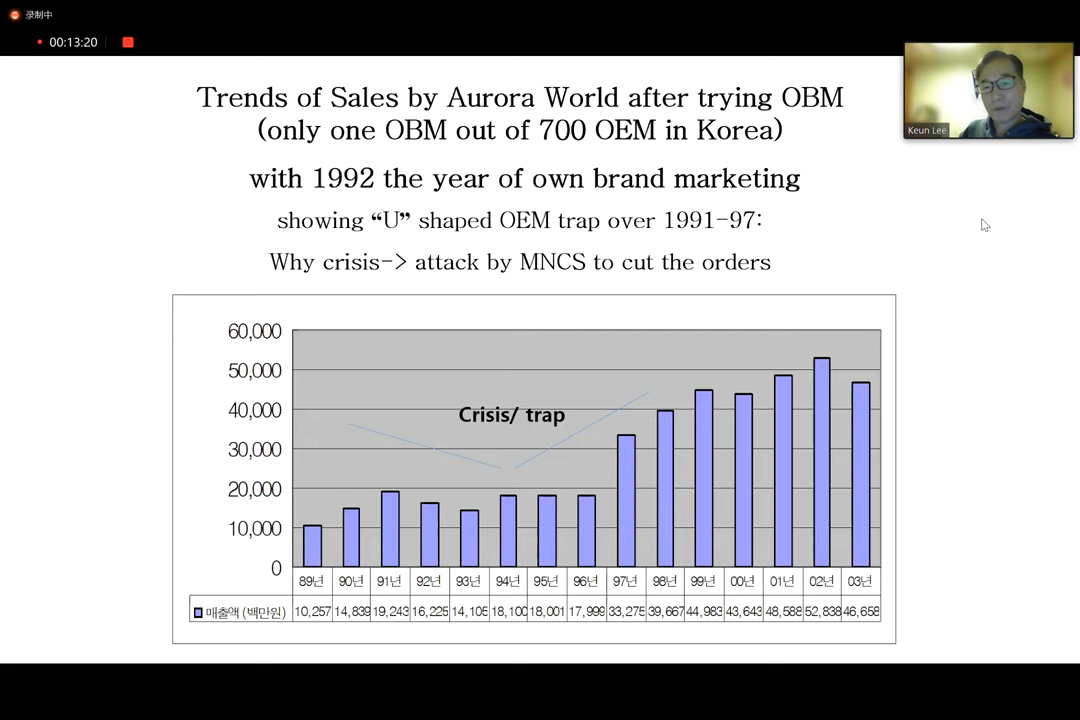 录制中
00:13:20
Trends of Sales by Aurora World after trying OBM
(only one OBM out of 700 OEM in Korea)
with 1992 the year of own brand marketing
showing “U” shaped OEM trap over 1991-97:
Why crisis-> attack by MNCS to cut the orders
Keun Lee
60,000
50,000
40,000
30,000
20,000
10,000
0
Crisis/ trap
89년 90년 91년 92년 93년 94년 95년 96년 97년 98년 99년 00년 01년 02년 03년
매출액 (백만원) 10,257 14,839 19,243 16,225 14,105 18,100 18,001 17,999 33,275 39,667 44,983 43,643 48,588 52,838 46,658